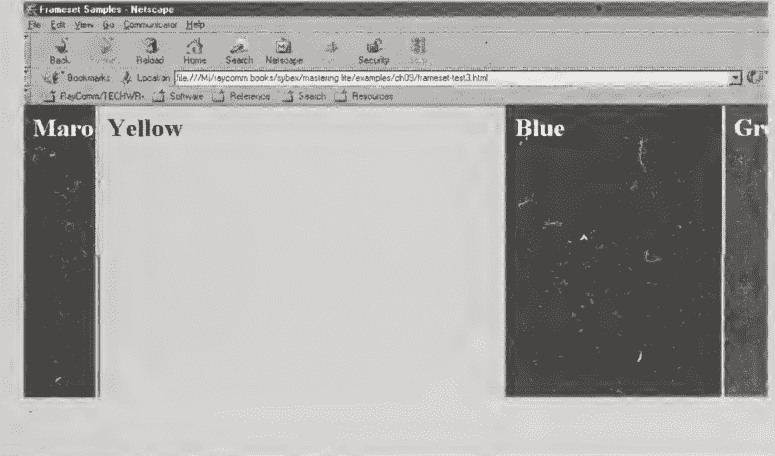 Frameset Samples - Netscape
File Edit View Go Communicator Help
Back Reload Home Search Netscape Security
Bookmarks Location file:///M|/raycomm books/sybex/mastering lite/examples/ch09/frameset-test3.html
RayComm/TECHWR- Software Reference Search Resources
Maro Yellow Blue Gr